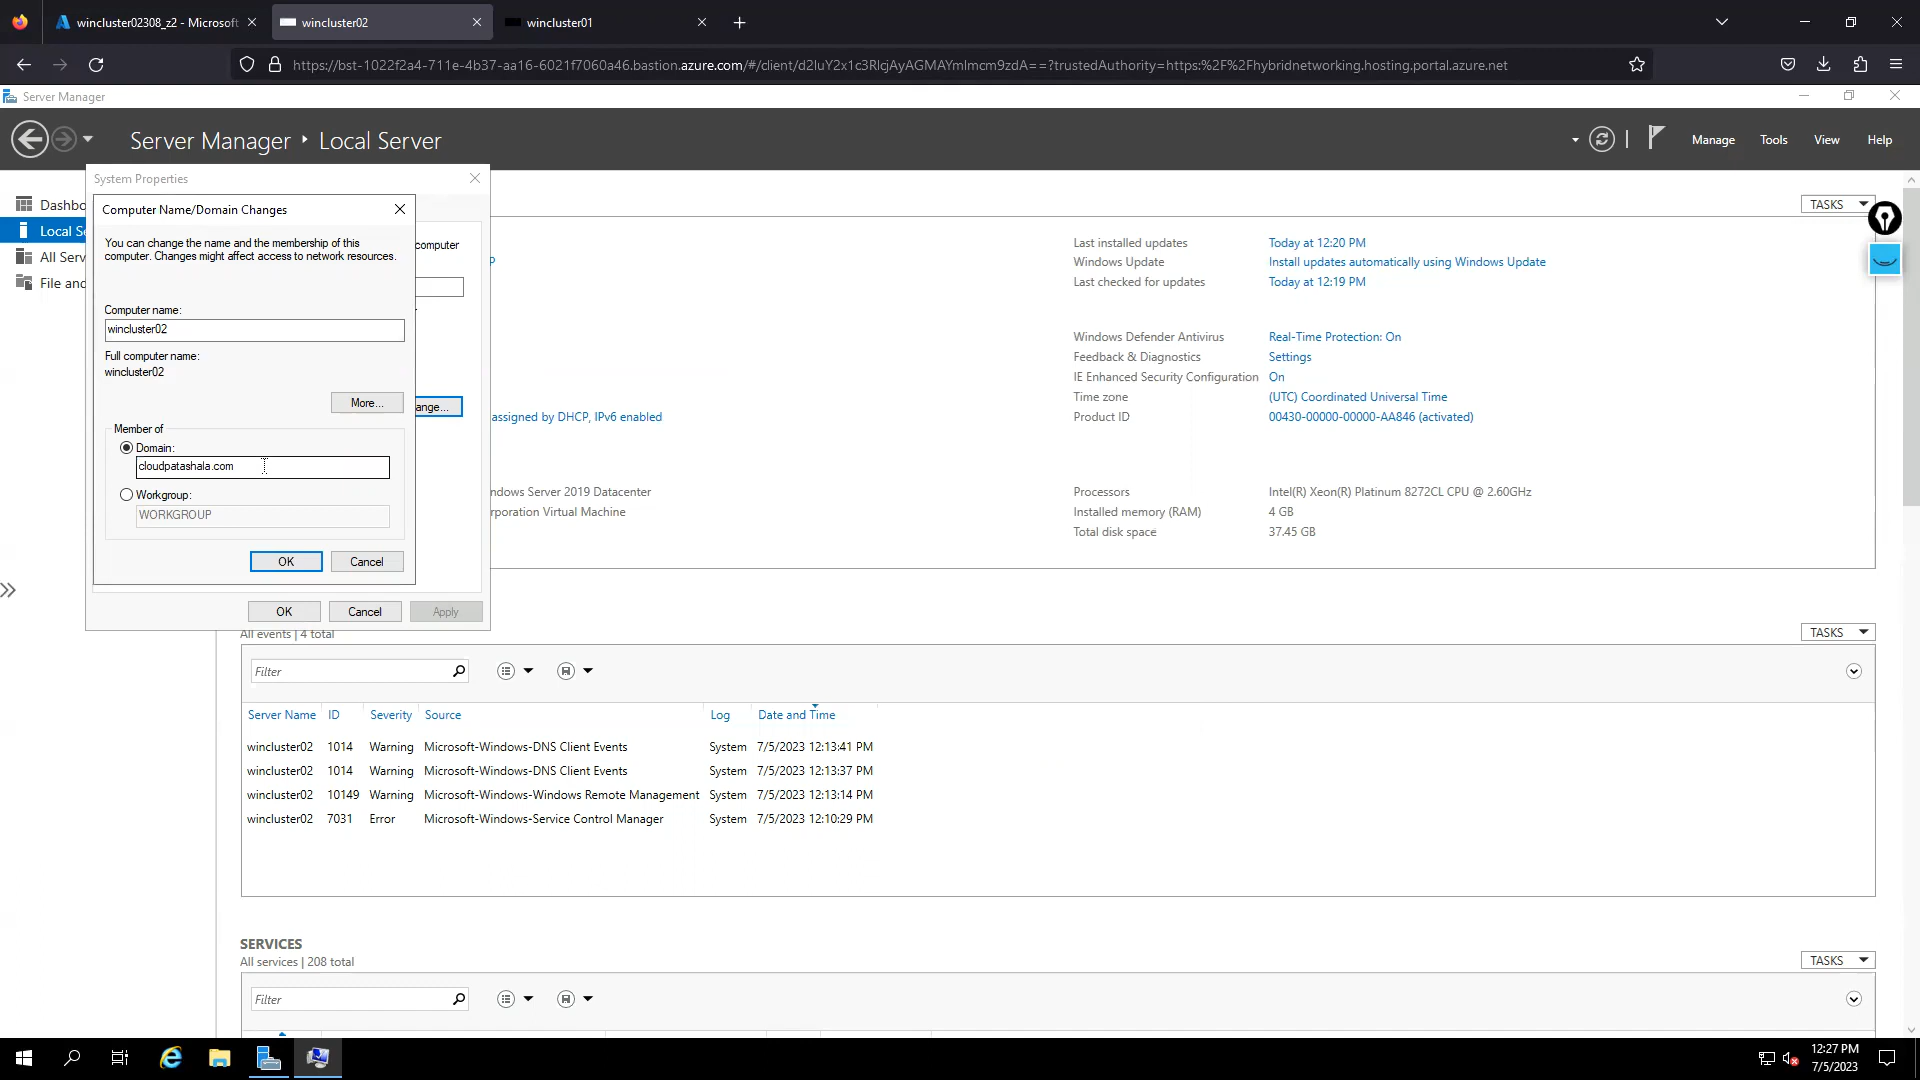 wincluster02308_z2 - Microsoft
wincluster02
wincluster01
https://bst-1022f2a4-711e-4b37-aa16-6021f7060a46.bastion.azure.com/#/client/d2luY2x1c3RlcjAyAGMAYmlmcm9zdA==?trustedAuthority=https:%2F%2Fhybridnetworking.hosting.portal.azure.net
Server Manager
Server Manager ‣ Local Server
Manage Tools View Help
System Properties
Computer Name/Domain Changes
You can change the name and the membership of this
computer. Changes might affect access to network resources.
Computer name:
wincluster02
Full computer name:
wincluster02
More...
Member of
Domain:
cloudpatashala.com
Workgroup:
WORKGROUP
OK Cancel
OK Cancel Apply
computer
ange...
Dashbo
Local Se
All Serv
File and
TASKS
assigned by DHCP, IPv6 enabled
ndows Server 2019 Datacenter
rporation Virtual Machine
Last installed updates Today at 12:20 PM
Windows Update Install updates automatically using Windows Update
Last checked for updates Today at 12:19 PM
Windows Defender Antivirus Real-Time Protection: On
Feedback & Diagnostics Settings
IE Enhanced Security Configuration On
Time zone (UTC) Coordinated Universal Time
Product ID 00430-00000-00000-AA846 (activated)
Processors Intel(R) Xeon(R) Platinum 8272CL CPU @ 2.60GHz
Installed memory (RAM) 4 GB
Total disk space 37.45 GB
All events | 4 total
TASKS
Filter
Server Name ID Severity Source Log Date and Time
wincluster02 1014 Warning Microsoft-Windows-DNS Client Events System 7/5/2023 12:13:41 PM
wincluster02 1014 Warning Microsoft-Windows-DNS Client Events System 7/5/2023 12:13:37 PM
wincluster02 10149 Warning Microsoft-Windows-Windows Remote Management System 7/5/2023 12:13:14 PM
wincluster02 7031 Error Microsoft-Windows-Service Control Manager System 7/5/2023 12:10:29 PM
SERVICES
All services | 208 total
TASKS
Filter
12:27 PM
7/5/2023